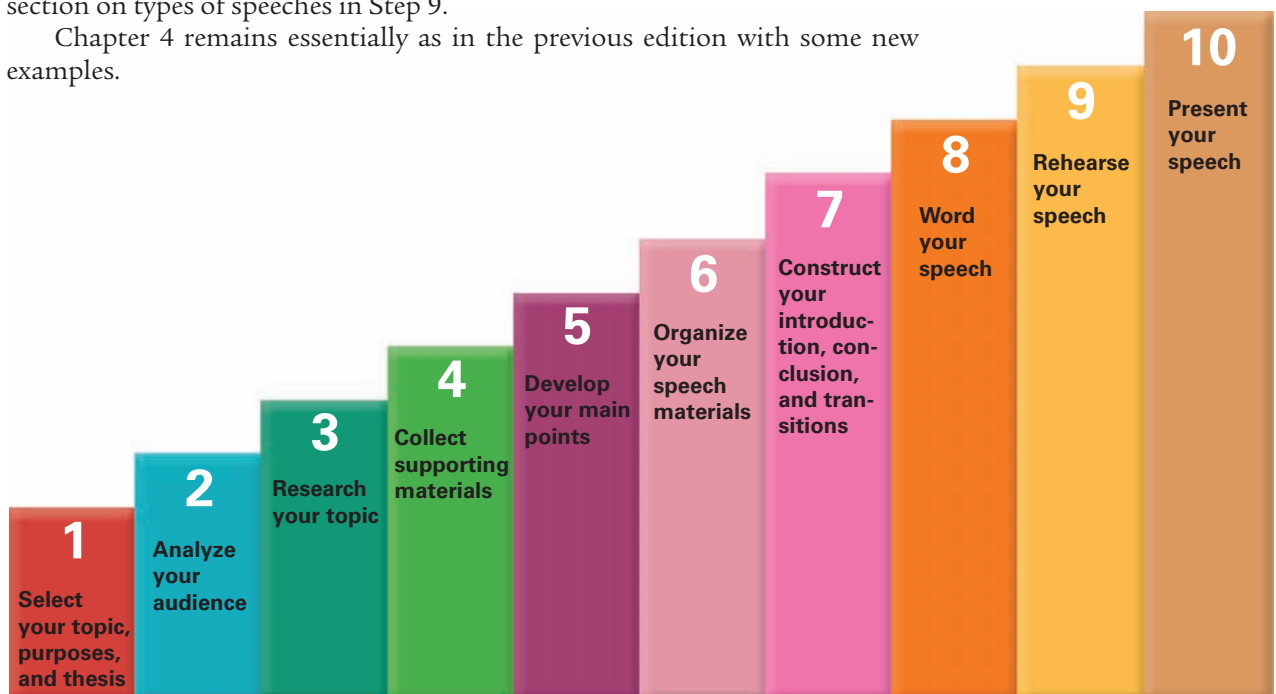 section on types of speeches in Step 9.
Chapter 4 remains essentially as in the previous edition with some new
examples.
1
Select
your topic,
purposes,
and thesis
2
Analyze
your
audience
3
Research
your topic
4
Collect
supporting
materials
5
Develop
your main
points
6
Organize
your
speech
materials
7
Construct
your
introduc-
tion, con-
clusion,
and tran-
sitions
8
Word
your
speech
9
Rehearse
your
speech
10
Present
your
speech